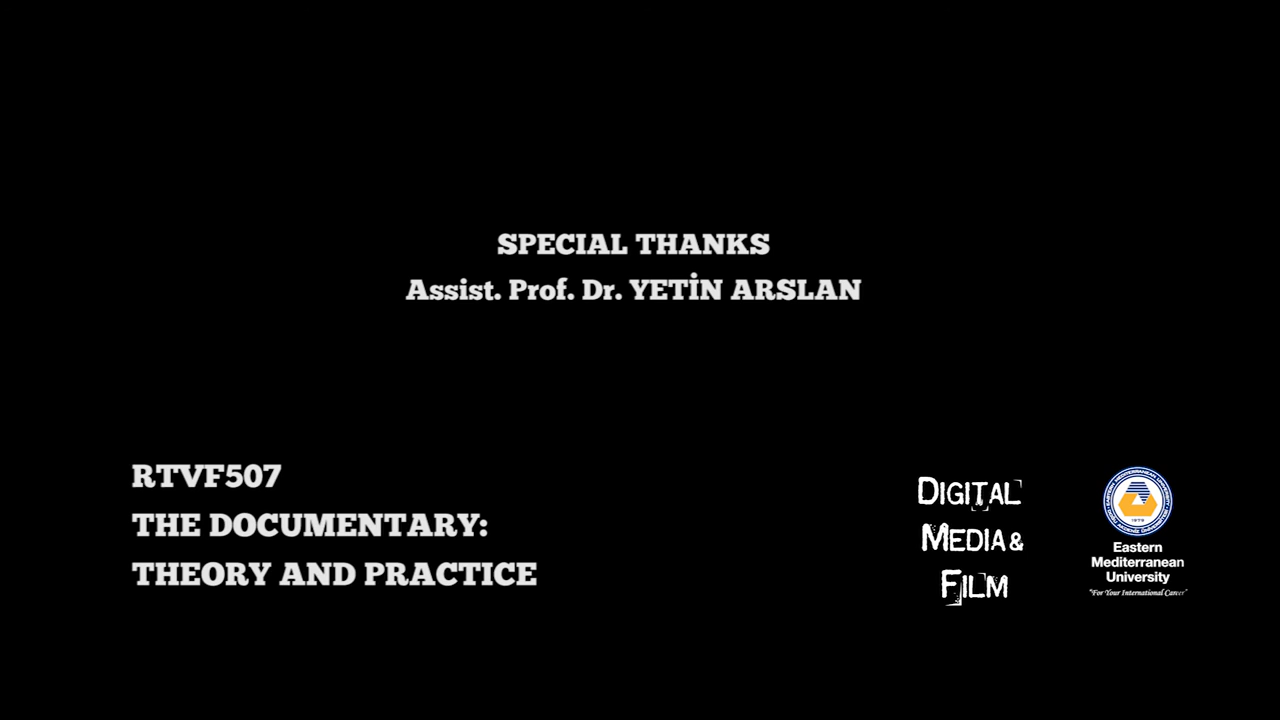 SPECIAL THANKS
Assist. Prof. Dr. YETİN ARSLAN
RTVF507
THE DOCUMENTARY:
THEORY AND PRACTICE
DIGITAL
MEDIA &
FILM
1979
Eastern
Mediterranean
University
"For Your International Career"